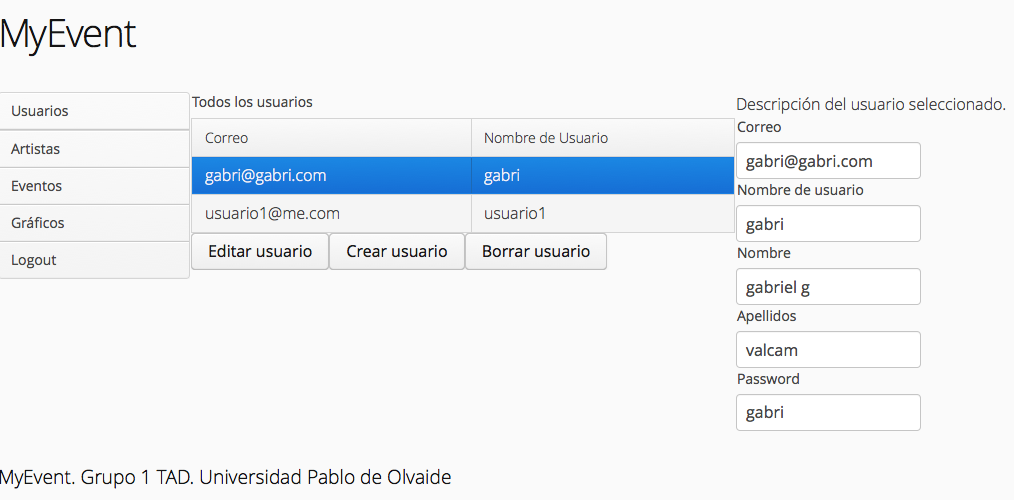 MyEvent
Usuarios
Artistas
Eventos
Gráficos
Logout
Todos los usuarios
Correo Nombre de Usuario
gabri@gabri.com gabri
usuario1@me.com usuario1
Editar usuario Crear usuario Borrar usuario
Descripción del usuario seleccionado.
Correo
gabri@gabri.com
Nombre de usuario
gabri
Nombre
gabriel g
Apellidos
valcam
Password
gabri
MyEvent. Grupo 1 TAD. Universidad Pablo de Olvaide